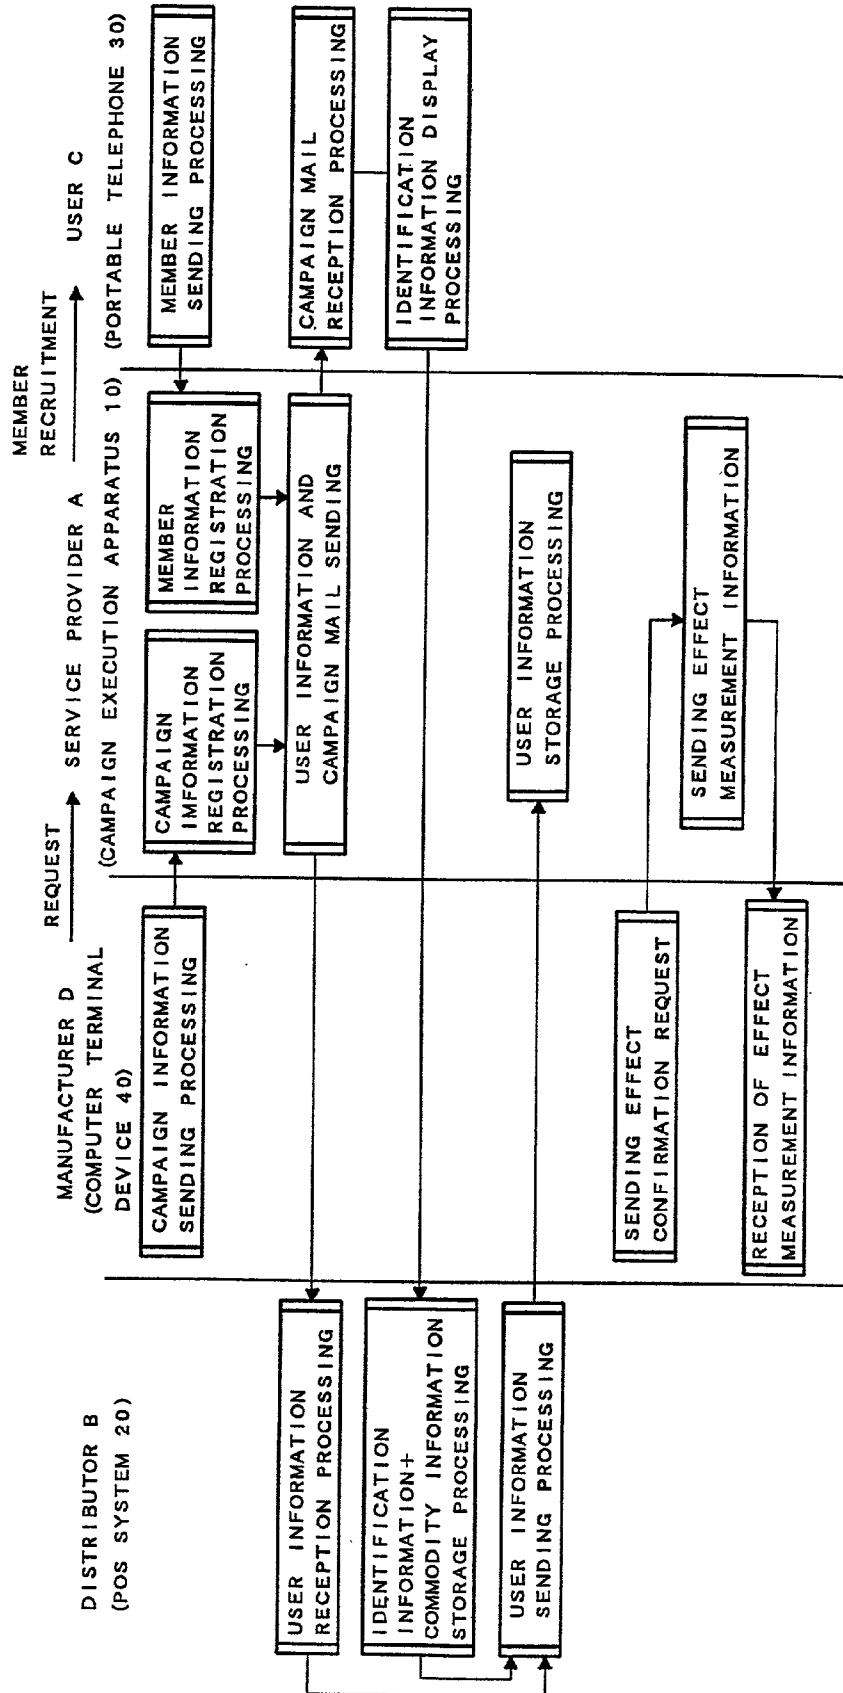 DISTRIBUTOR B
(POS SYSTEM 20)
MANUFACTURER D
(COMPUTER TERMINAL
DEVICE 40)
REQUEST
SERVICE PROVIDER A
(CAMPAIGN EXECUTION APPARATUS 10)
MEMBER
RECRUITMENT
USER C
(PORTABLE TELEPHONE 30)
CAMPAIGN INFORMATION
SENDING PROCESSING
CAMPAIGN
IMFORMATION
REGISTRATION
PROCESSING
MEMBER
INFORMATION
REGISTRATION
PROCESSING
MEMBER INFORMATION
SENDING PROCESSING
USER INFORMATION
RECEPTION PROCESSING
USER INFORMATION AND
CAMPAIGN MAIL SENDING
CAMPAIGN MAIL
RECEPTION PROCESSING
IDENTIFICATION
INFORMATION+
COMMODITY INFORMATION
STORAGE PROCESSING
IDENTIFICATION
INFORMATION DISPLAY
PROCESSING
USER INFORMATION
SENDING PROCESSING
USER INFORMATION
STORAGE PROCESSING
SENDING EFFECT
CONFIRMATION REQUEST
SENDING EFFECT
MEASUREMENT INFORMATION
RECEPTION OF EFFECT
MEASUREMENT INFORMATION